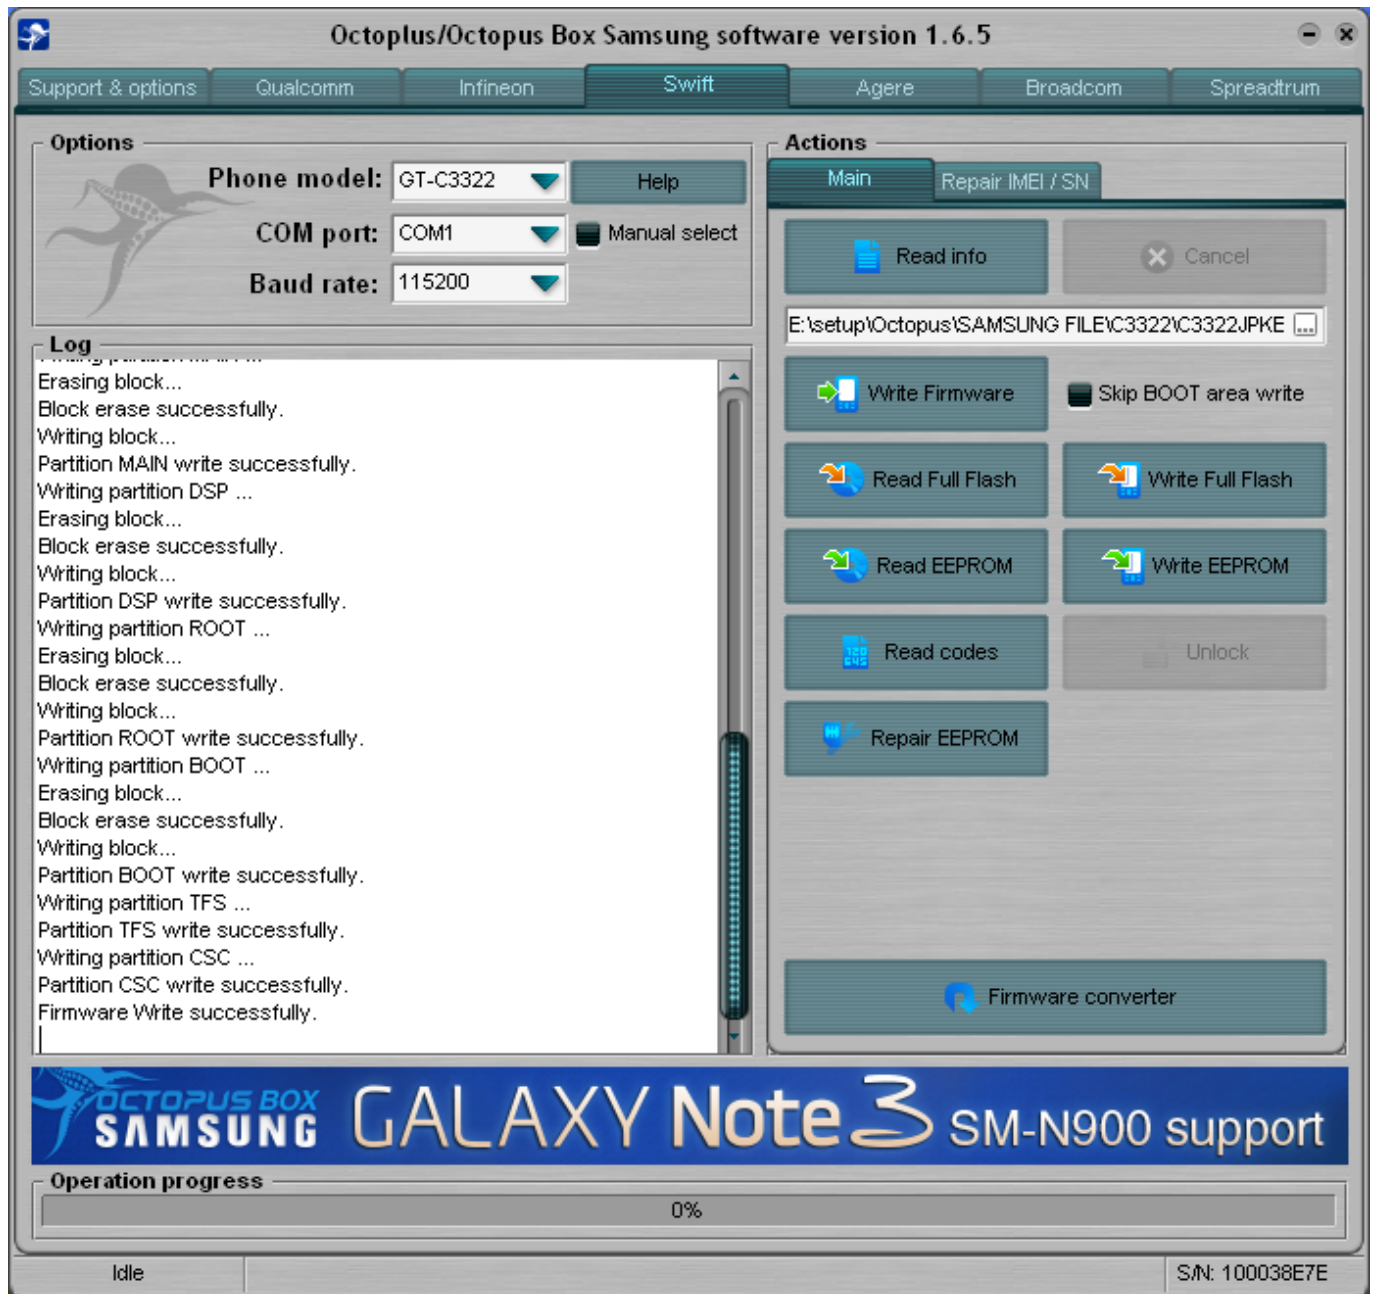 Octoplus/Octopus Box Samsung software version 1.6.5
Support & options Qualcomm Infineon Swift Agere Broadcom Spreadtrum
Options
Phone model: GT-C3322 Help
COM port: COM1 Manual select
Baud rate: 115200
Log
Erasing block...
Block erase successfully.
Writing block...
Partition MAIN write successfully.
Writing partition DSP ...
Erasing block...
Block erase successfully.
Writing block...
Partition DSP write successfully.
Writing partition ROOT ...
Erasing block...
Block erase successfully.
Writing block...
Partition ROOT write successfully.
Writing partition BOOT ...
Erasing block...
Block erase successfully.
Writing block...
Partition BOOT write successfully.
Writing partition TFS ...
Partition TFS write successfully.
Writing partition CSC ...
Partition CSC write successfully.
Firmware Write successfully.
Actions
Main Repair IMEI / SN
Read info Cancel
E:\setup\Octopus\SAMSUNG FILE\C3322\C3322JPKE ...
Write Firmware Skip BOOT area write
Read Full Flash Write Full Flash
Read EEPROM Write EEPROM
Read codes Unlock
Repair EEPROM
Firmware converter
OCTOPUS BOX
SAMSUNG GALAXY Note 3 SM-N900 support
Operation progress
0%
Idle S/N: 100038E7E